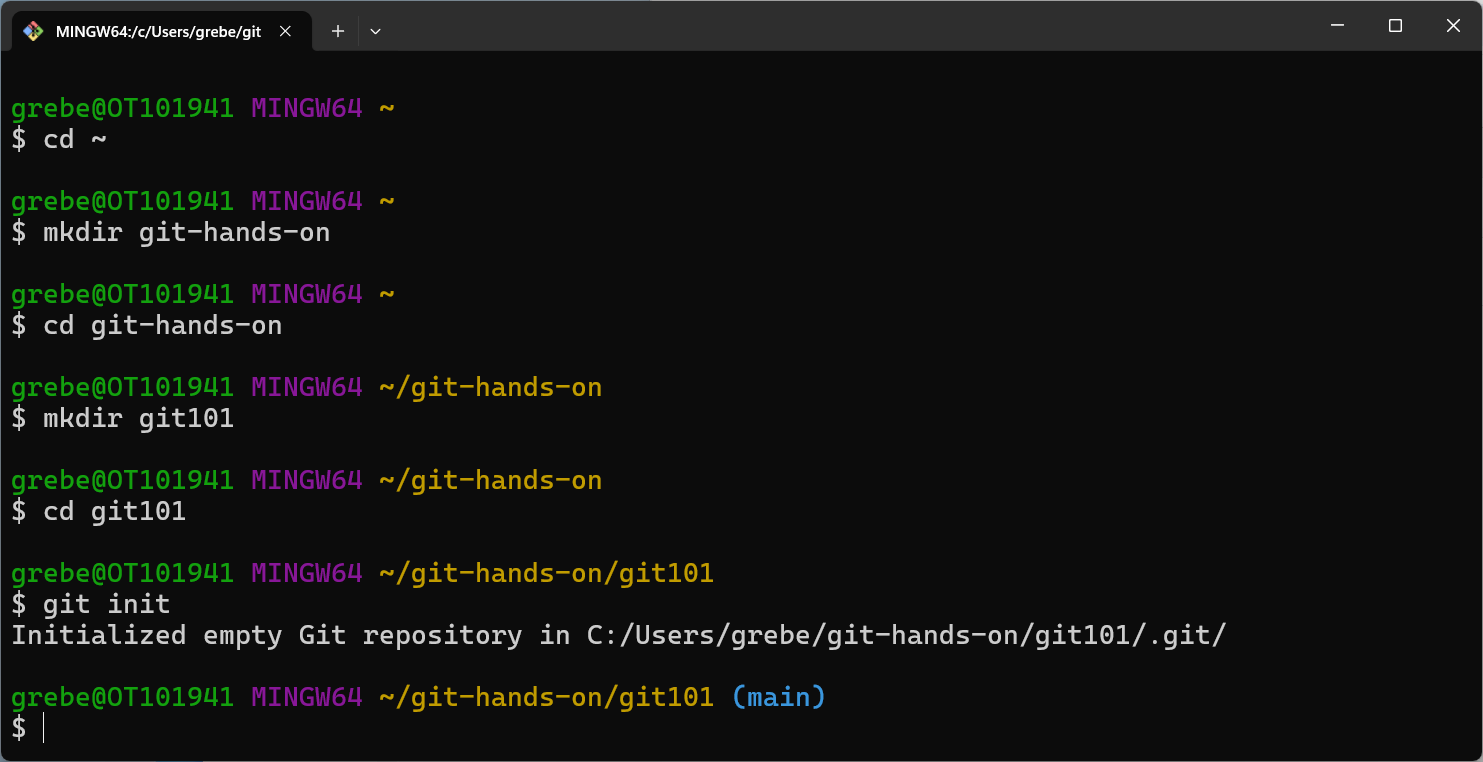 MINGW64:/c/Users/grebe/git
grebe@OT101941 MINGW64 ~
$ cd ~
grebe@OT101941 MINGW64 ~
$ mkdir git-hands-on
grebe@OT101941 MINGW64 ~
$ cd git-hands-on
grebe@OT101941 MINGW64 ~/git-hands-on
$ mkdir git101
grebe@OT101941 MINGW64 ~/git-hands-on
$ cd git101
grebe@OT101941 MINGW64 ~/git-hands-on/git101
$ git init
Initialized empty Git repository in C:/Users/grebe/git-hands-on/git101/.git/
grebe@OT101941 MINGW64 ~/git-hands-on/git101 (main)
$